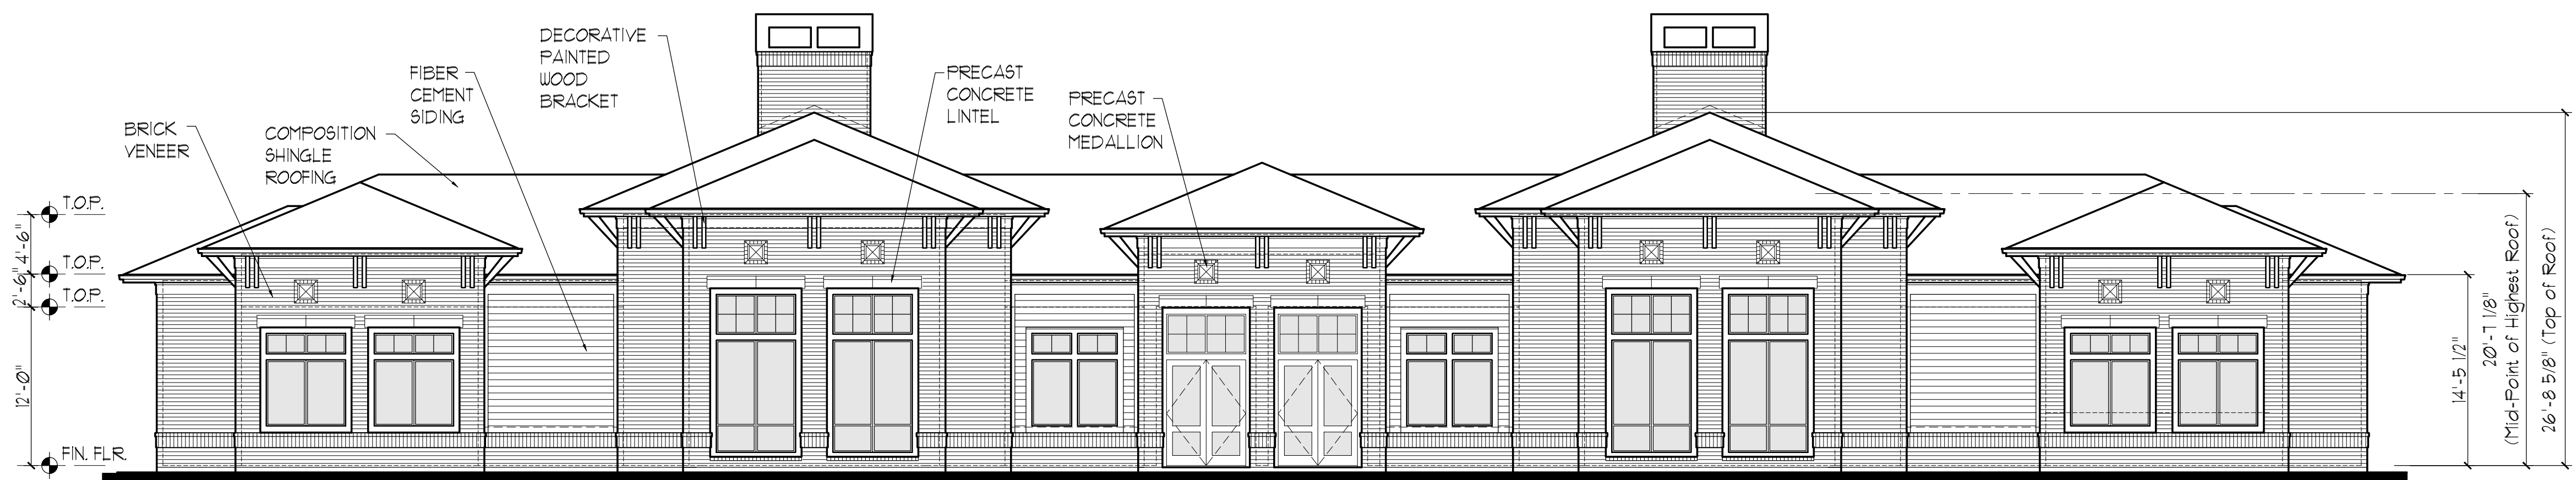 DECORATIVE
PAINTED
WOOD
BRACKET
FIBER
CEMENT
SIDING
PRECAST
CONCRETE
LINTEL
PRECAST
CONCRETE
MEDALLION
BRICK
VENEER
COMPOSITION
SHINGLE
ROOFING
T.O.P.
4'-6"
T.O.P.
2'-6"
T.O.P.
12'-0"
FIN. FLR.
14'-5 1/2"
20'-7 1/8"
(Mid-Point of Highest Roof)
26'-8 5/8" (Top of Roof)